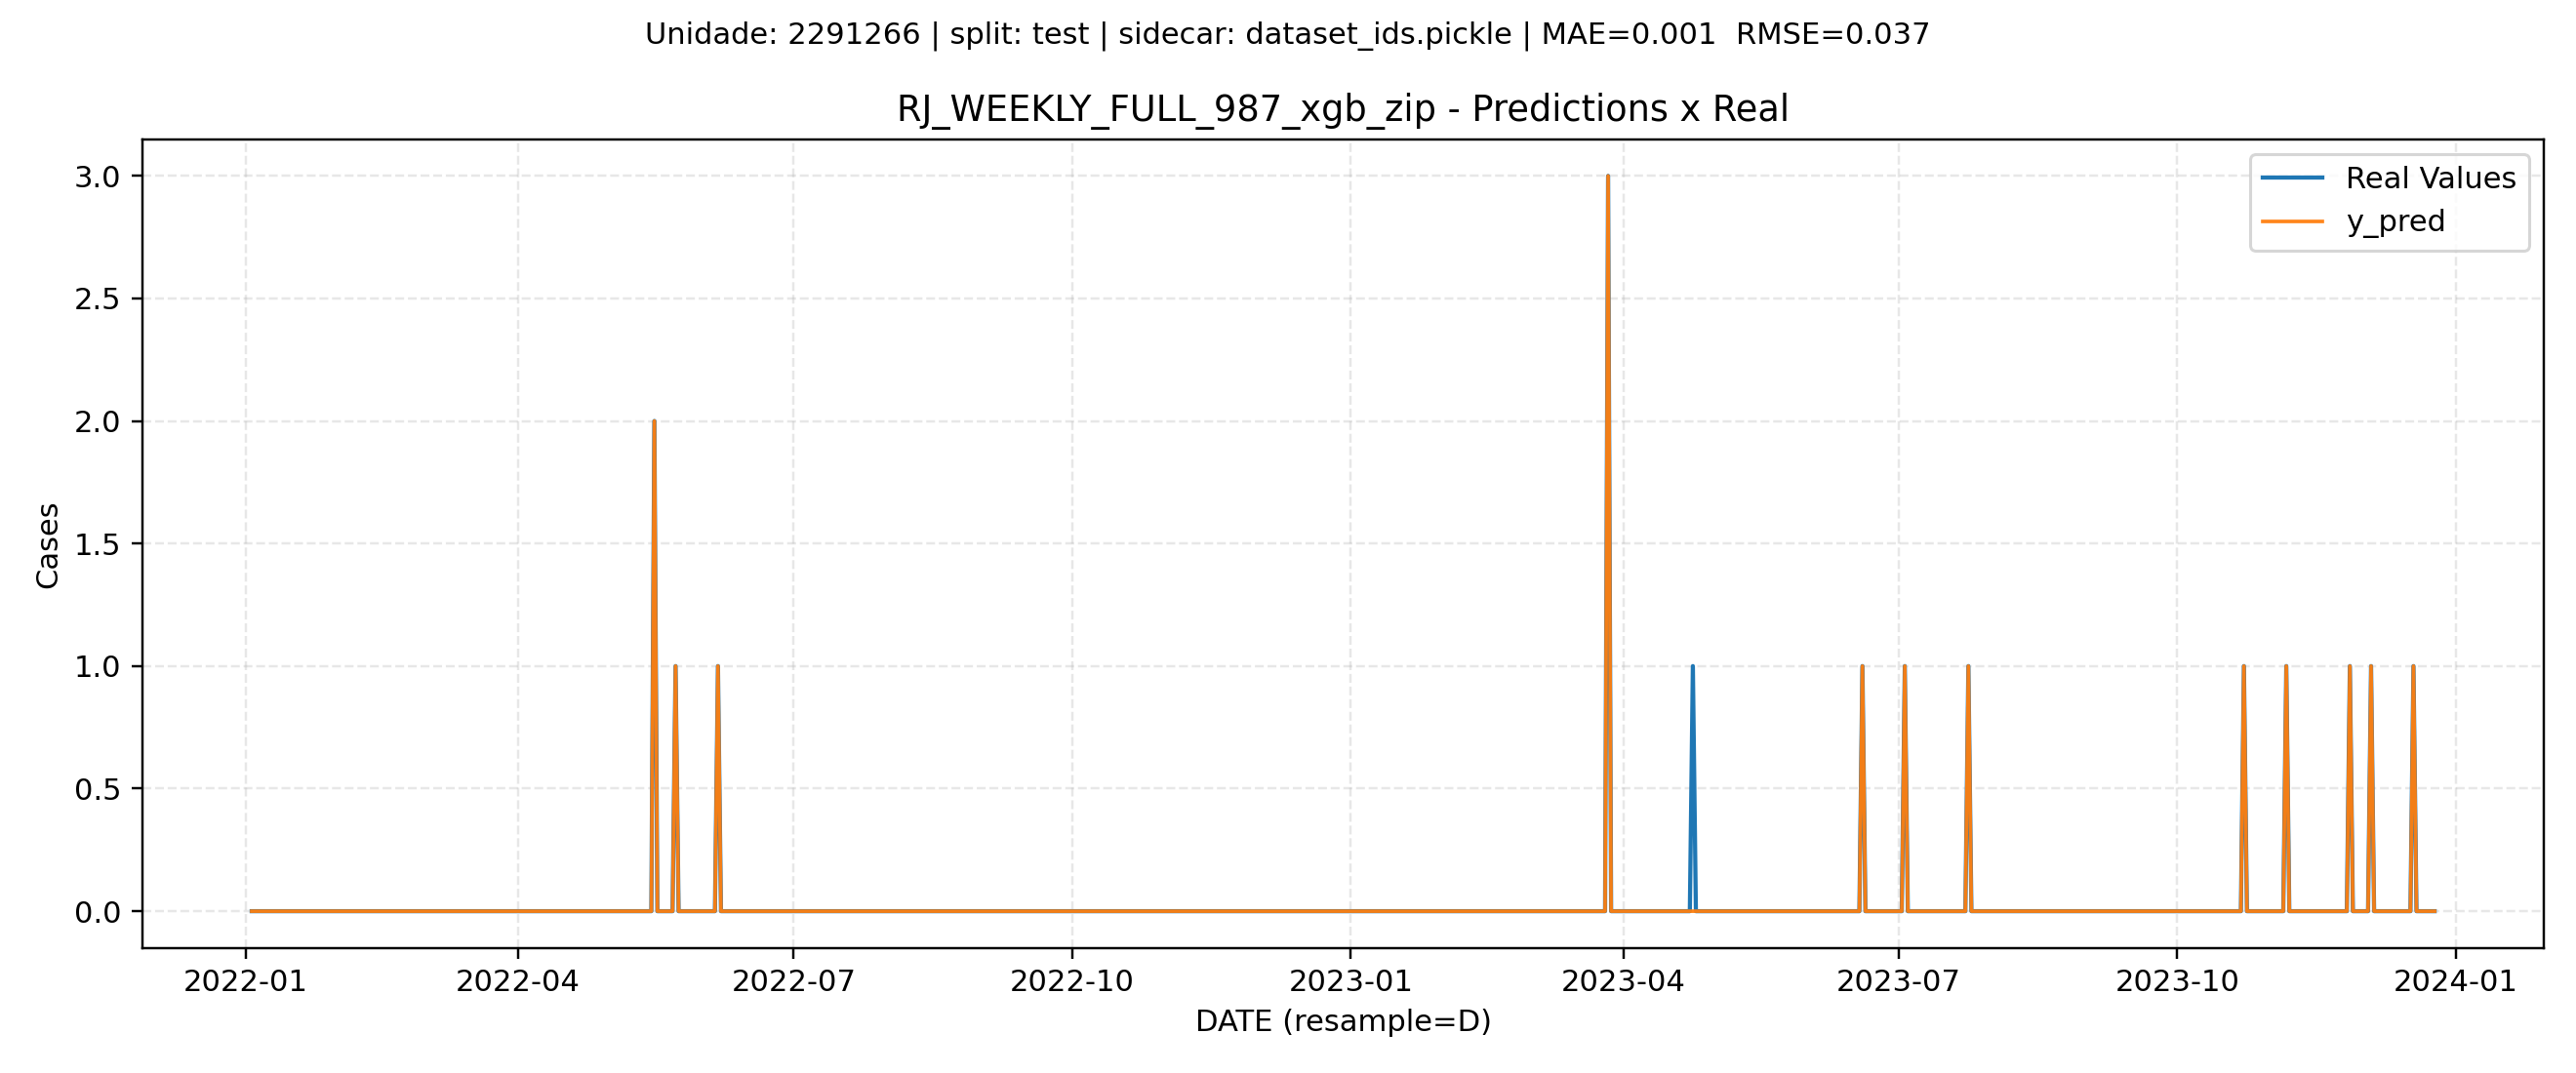 Unidade: 2291266 | split: test | sidecar: dataset_ids.pickle | MAE=0.001  RMSE=0.037
RJ_WEEKLY_FULL_987_xgb_zip - Predictions x Real
Real Values
y_pred
3.0
2.5
2.0
1.5
1.0
0.5
0.0
Cases
2022-01
2022-04
2022-07
2022-10
2023-01
2023-04
2023-07
2023-10
2024-01
DATE (resample=D)